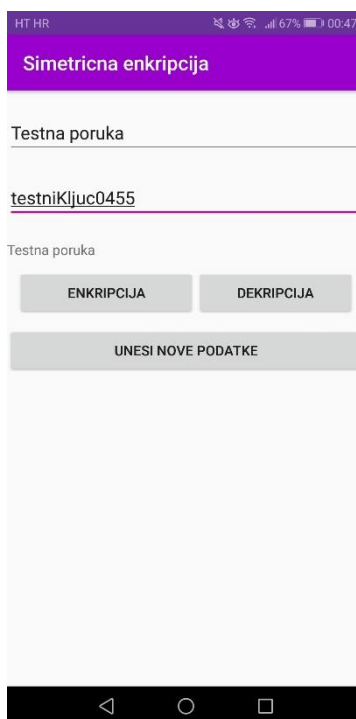 HT HR 67% 00:47
Simetricna enkripcija
Testna poruka
testniKljuc0455
Testna poruka
ENKRIPCIJA DEKRIPCIJA
UNESI NOVE PODATKE